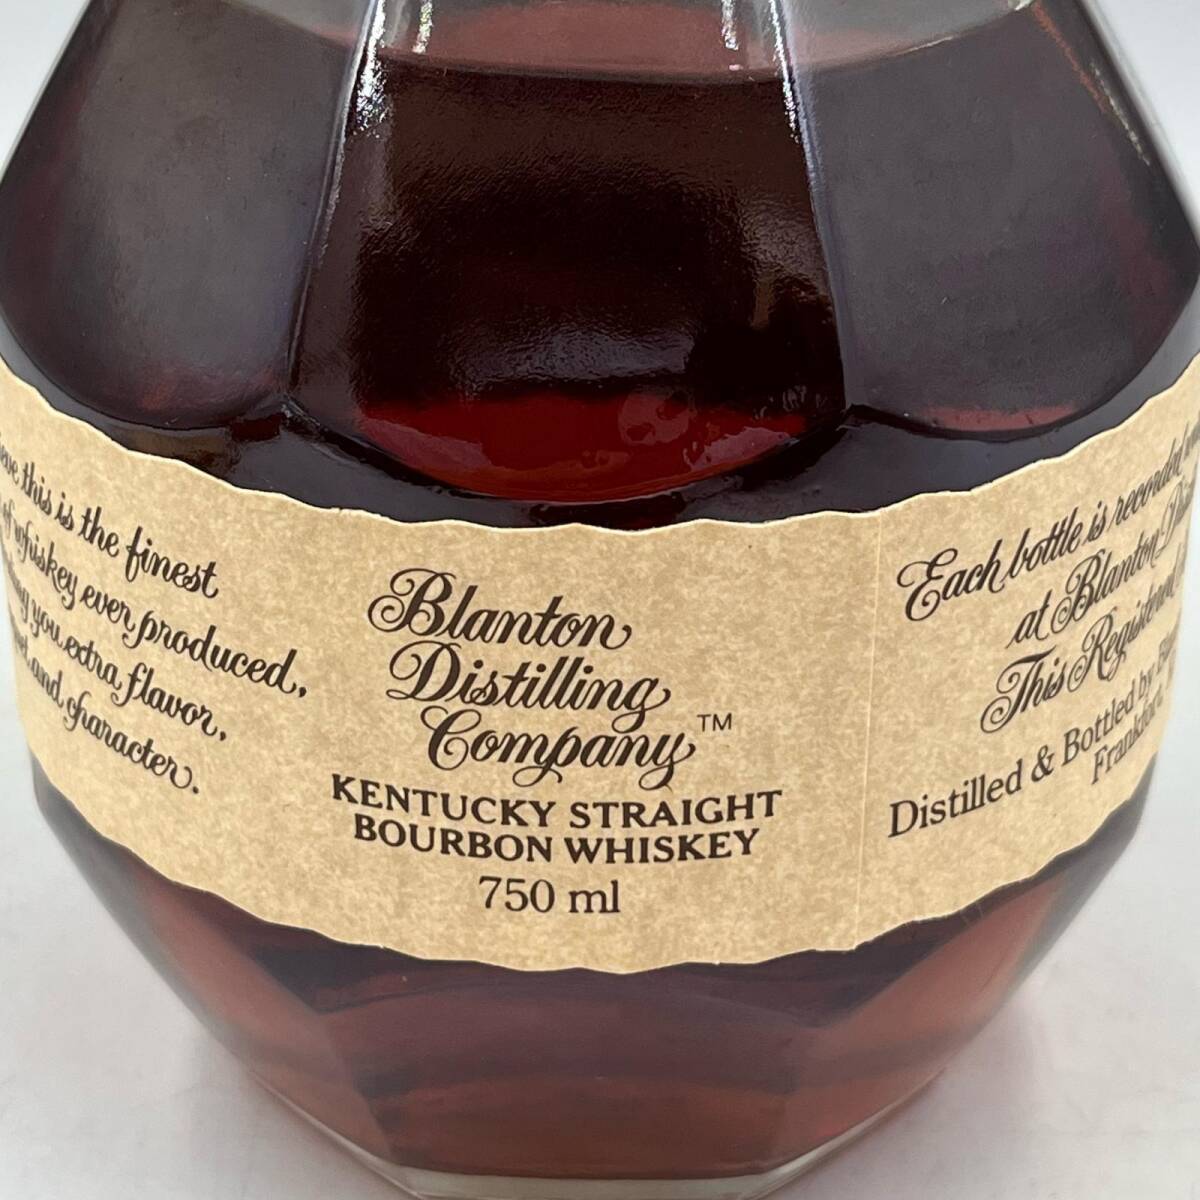 this is the finest
of whiskey ever produced,
you extra flavor,
and character.
Blanton
Distilling
Company™
KENTUCKY STRAIGHT
BOURBON WHISKEY
750 ml
Each bottle is recorded
at Blanton
This Registered
Distilled & Bottled by
Frankfort,